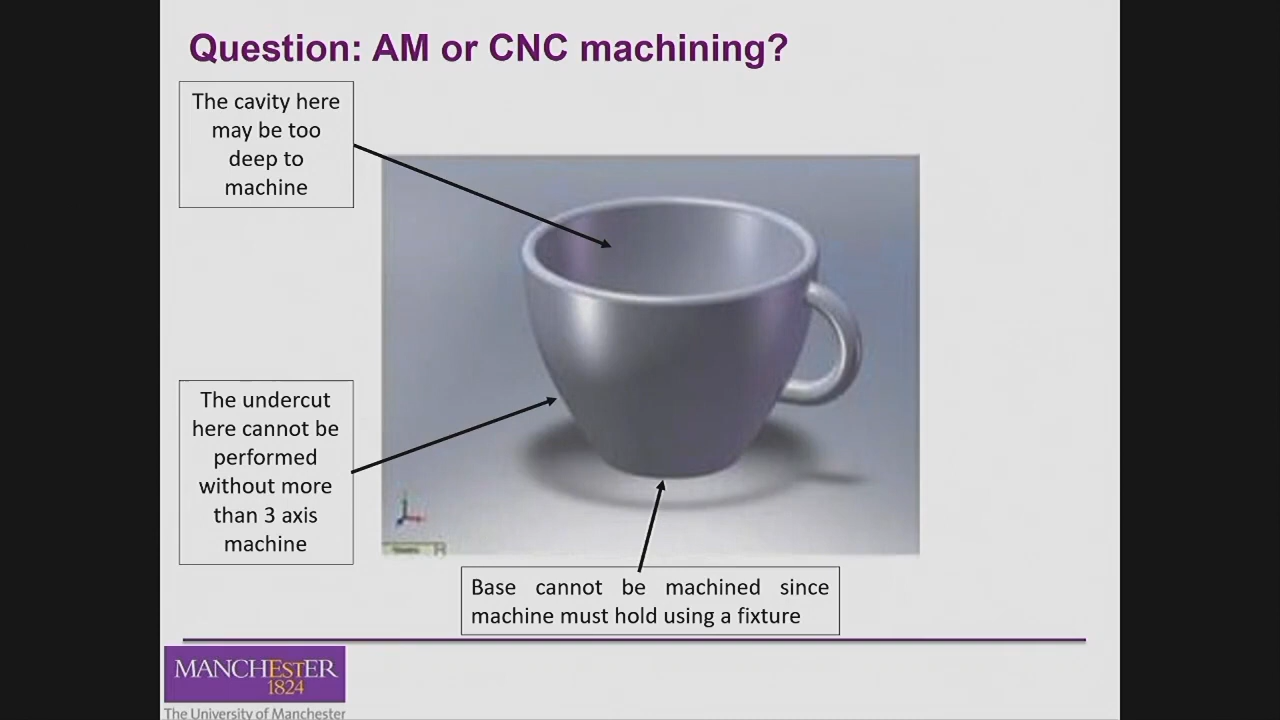 Question: AM or CNC machining?
The cavity here
may be too
deep to
machine
The undercut
here cannot be
performed
without more
than 3 axis
machine
Base cannot be machined since
machine must hold using a fixture
MANCHESTER
1824
The University of Manchester